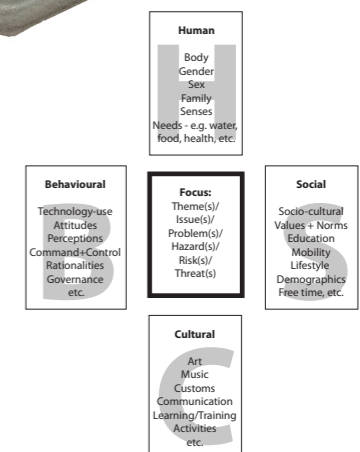 H
Human
Body
Gender
Sex
Family
Senses
Needs - e.g. water,
food, health, etc.
B
Behavioural
Technology-use
Attitudes
Perceptions
Command+Control
Rationalities
Governance
etc.
Focus:
Theme(s)/
Issue(s)/
Problem(s)/
Hazard(s)/
Risk(s)/
Threat(s)
S
Social
Socio-cultural
Values + Norms
Education
Mobility
Lifestyle
Demographics
Free time, etc.
C
Cultural
Art
Music
Customs
Communication
Learning/Training
Activities
etc.